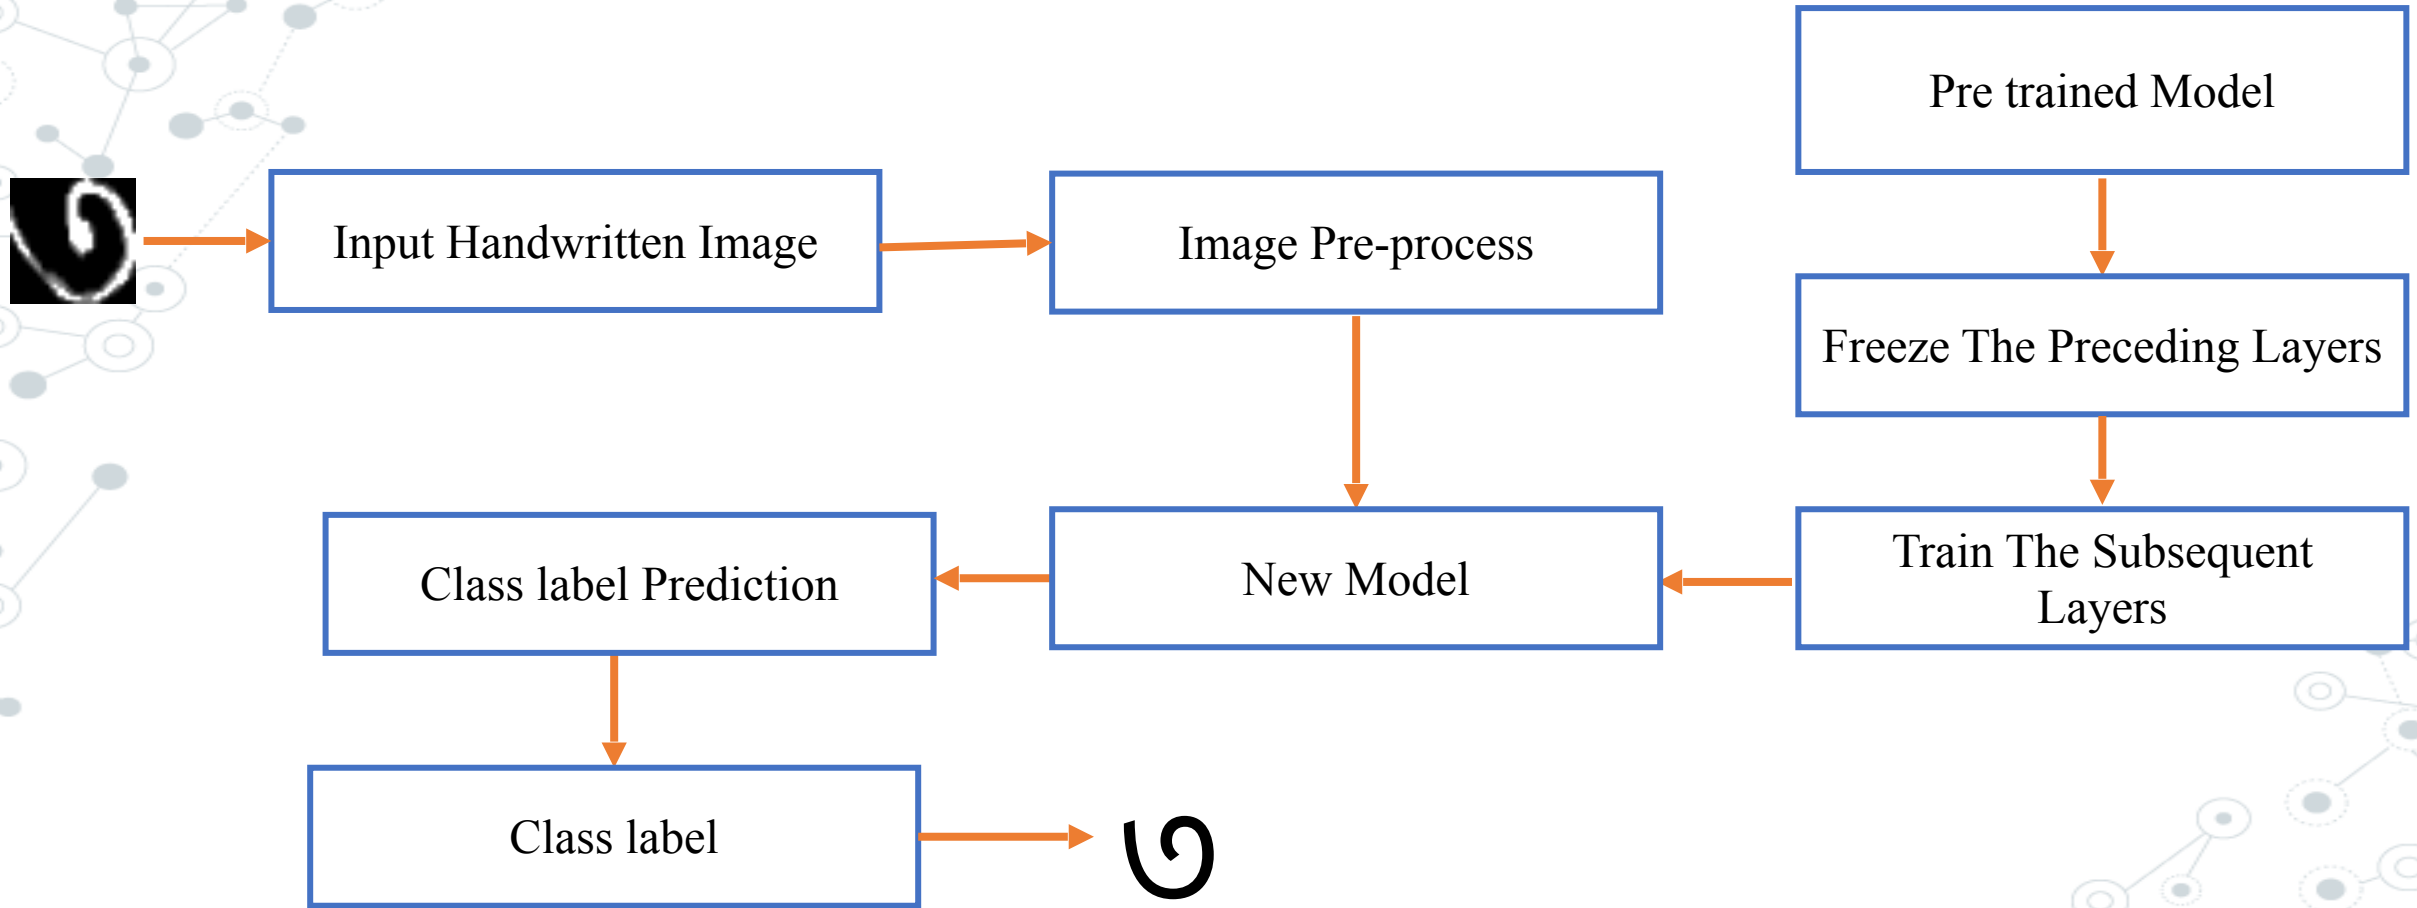 Pre trained Model
Input Handwritten Image
Image Pre-process
Freeze The Preceding Layers
Class label Prediction
New Model
Train The Subsequent
Layers
Class label
৩